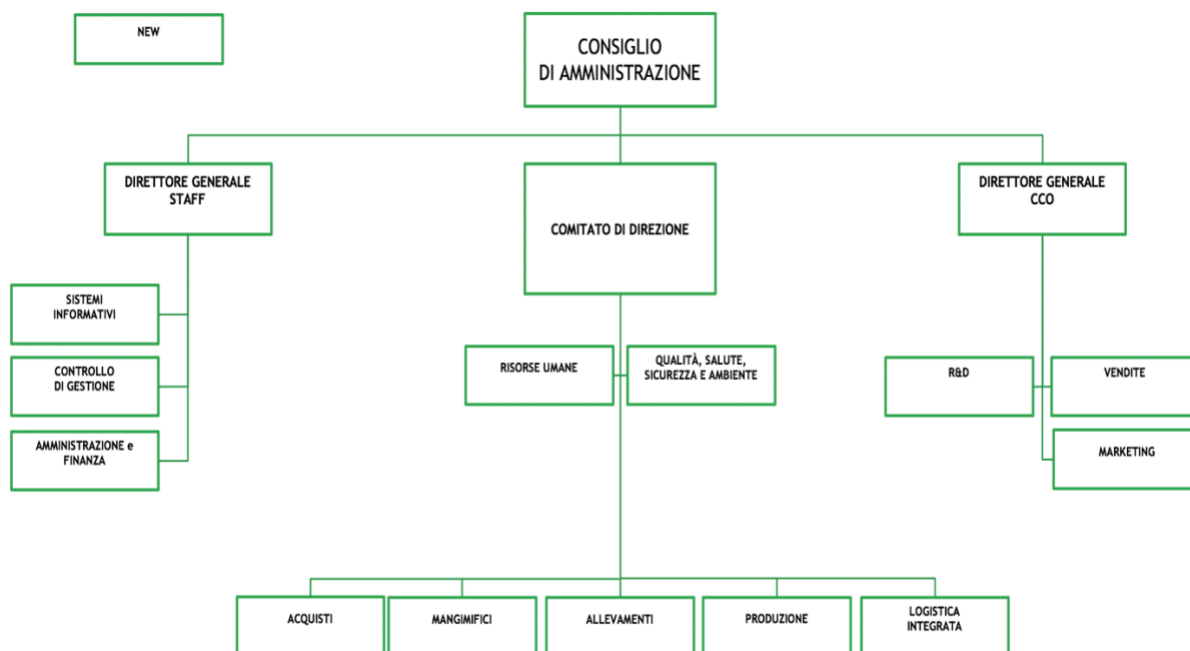 NEW
CONSIGLIO
DI AMMINISTRAZIONE
DIRETTORE GENERALE
STAFF
COMITATO DI DIREZIONE
DIRETTORE GENERALE
CCO
SISTEMI
INFORMATIVI
CONTROLLO
DI GESTIONE
AMMINISTRAZIONE e
FINANZA
RISORSE UMANE
QUALITÀ, SALUTE,
SICUREZZA E AMBIENTE
R&D
VENDITE
MARKETING
ACQUISTI
MANGIMIFICI
ALLEVAMENTI
PRODUZIONE
LOGISTICA
INTEGRATA